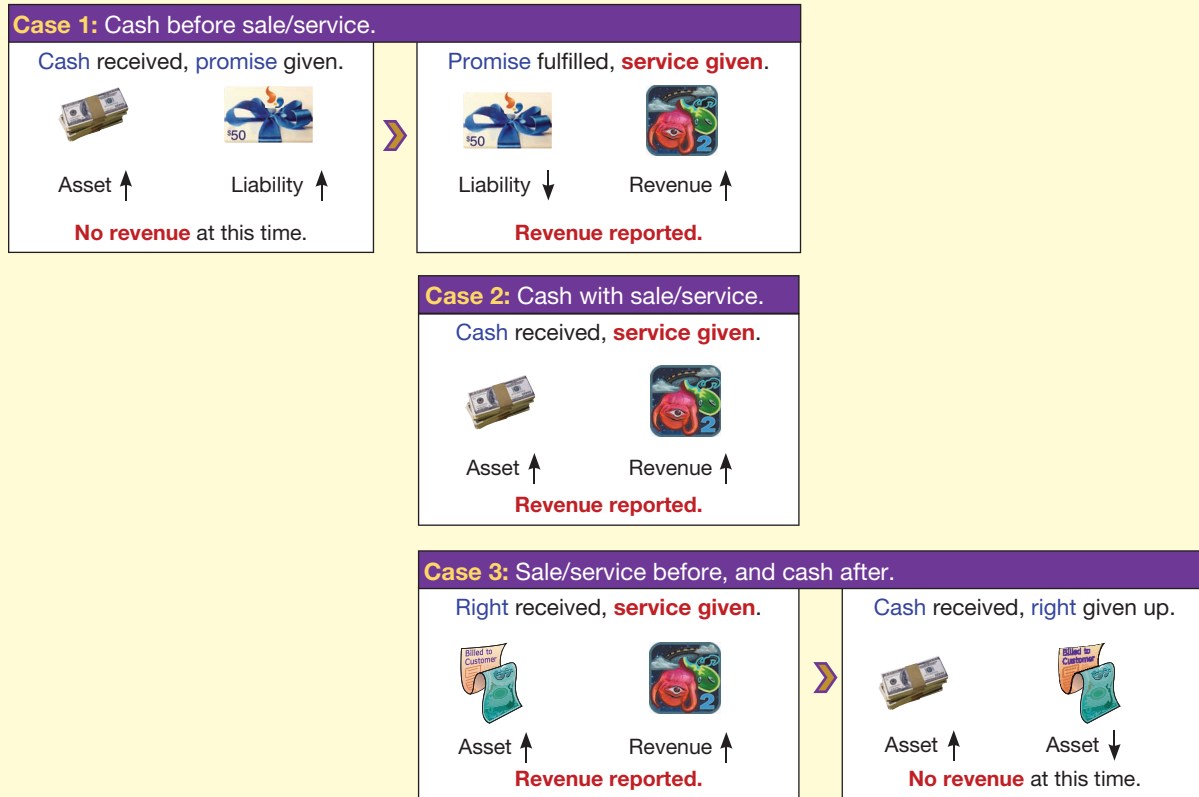 Case 1: Cash before sale/service.
Cash received, promise given.
$50
Asset
Liability
No revenue at this time.
Promise fulfilled, service given.
$50
2
Liability
Revenue
Revenue reported.
Case 2: Cash with sale/service.
Cash received, service given.
2
Asset
Revenue
Revenue reported.
Case 3: Sale/service before, and cash after.
Right received, service given.
Billed to
Customer
2
Asset
Revenue
Revenue reported.
Cash received, right given up.
Billed to
Customer
Asset
Asset
No revenue at this time.